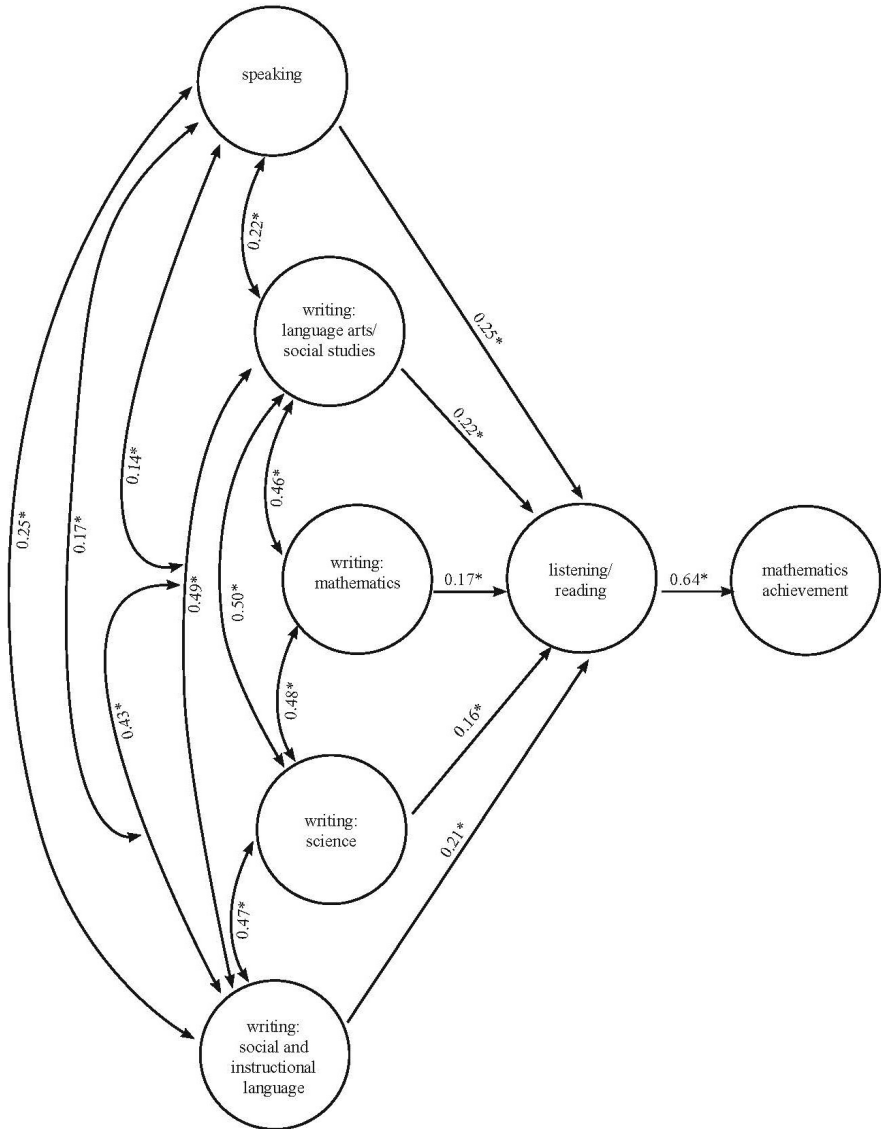 speaking
0.22*
writing:
language arts/
social studies
0.25*
0.22*
0.14*
0.25*
0.17*
0.49*
0.50*
0.46*
writing:
mathematics
0.17*
listening/
reading
0.64*
mathematics
achievement
0.43*
0.48*
0.16*
writing:
science
0.21*
0.47*
writing:
social and
instructional
language